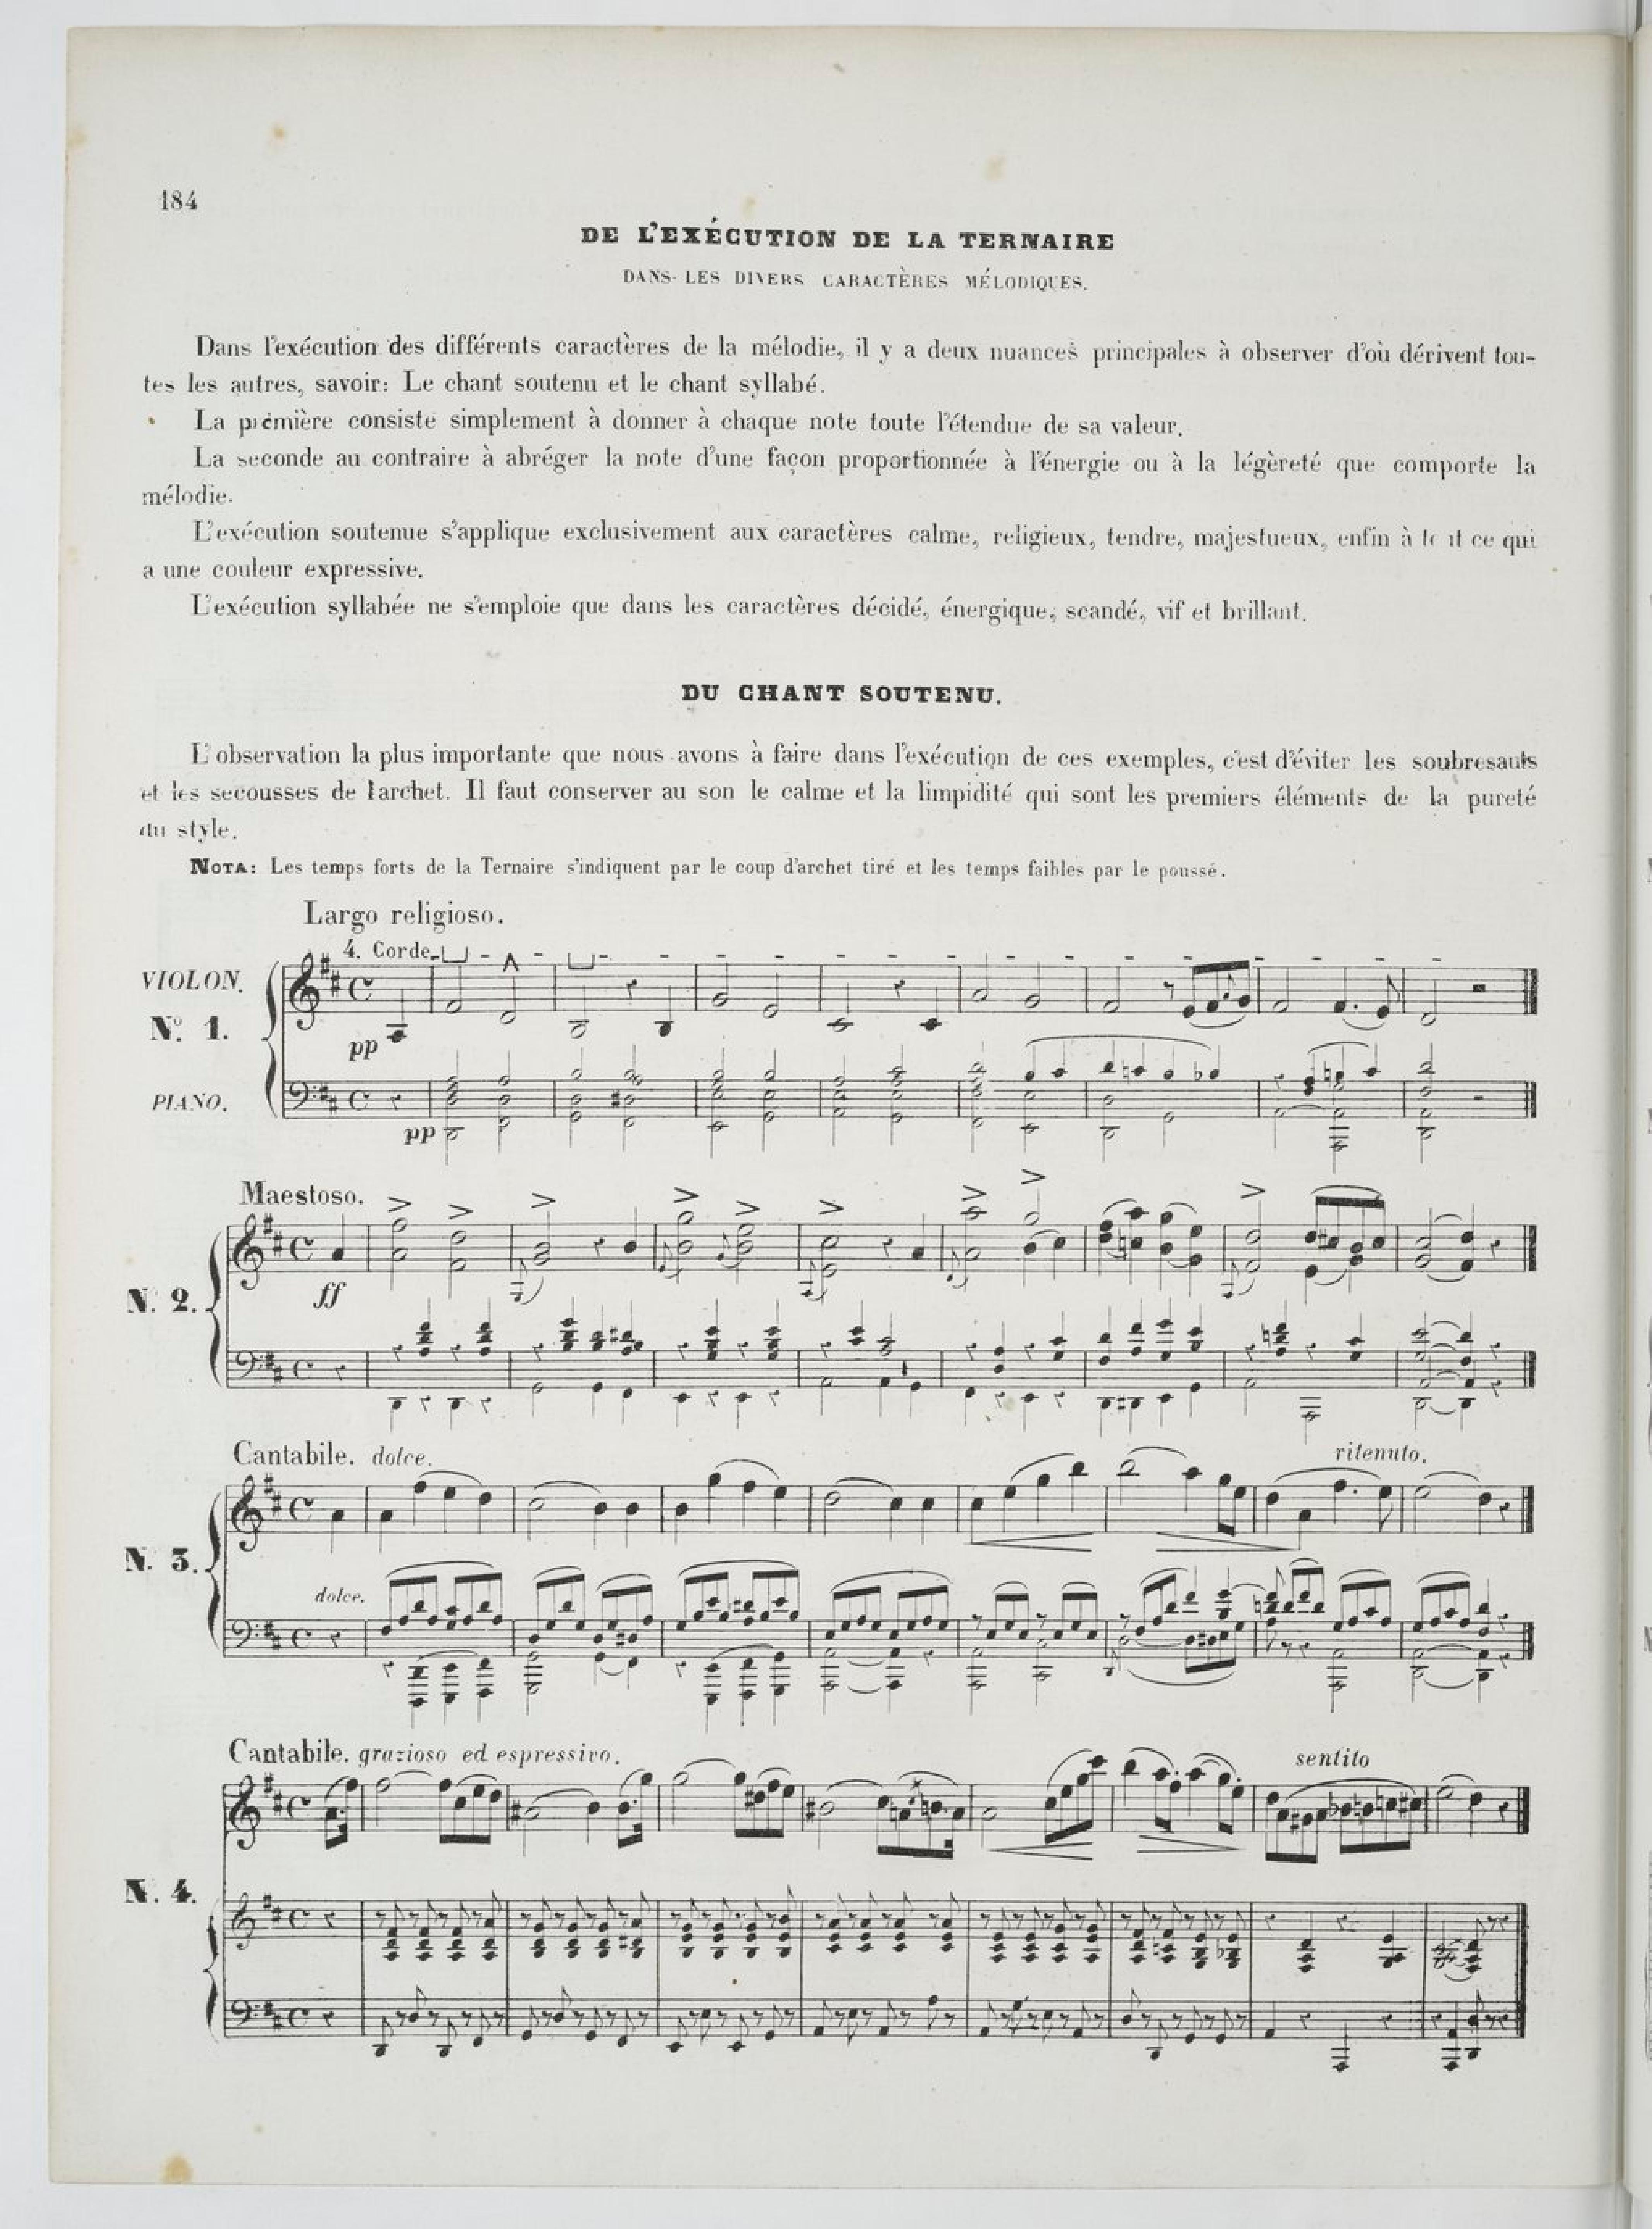 184
DE L'EXÉCUTION DE LA TERNAIRE
DANS LES DIVERS CARACTÈRES MÉLODIQUES.
Dans l'exécution des différents caractères de la mélodie, il y a deux nuances principales à observer d'où dérivent tou-
tes les autres, savoir: Le chant soutenu et le chant syllabé.
La première consiste simplement à donner à chaque note toute l'étendue de sa valeur.
La seconde au contraire à abréger la note d'une façon proportionnée à l'énergie ou à la légèreté que comporte la
mélodie.
L'exécution soutenue s'applique exclusivement aux caractères calme, religieux, tendre, majestueux, enfin à tout ce qui
a une couleur expressive.
L'exécution syllabée ne s'emploie que dans les caractères décidé, énergique, scandé, vif et brillant.
DU CHANT SOUTENU.
L'observation la plus importante que nous avons à faire dans l'exécution de ces exemples, c'est d'éviter les soubresauts
et les secousses de l'archet. Il faut conserver au son le calme et la limpidité qui sont les premiers éléments de la pureté
du style.
NOTA: Les temps forts de la Ternaire s'indiquent par le coup d'archet tiré et les temps faibles par le poussé.
Largo religioso.
4. Corde
VIOLON.
N.º 1.
pp
PIANO.
pp
Maestoso.
ff
N. 2.
Cantabile. dolce.
ritenuto.
N. 3.
dolce.
Cantabile. grazioso ed espressivo.
sentito
N. 4.